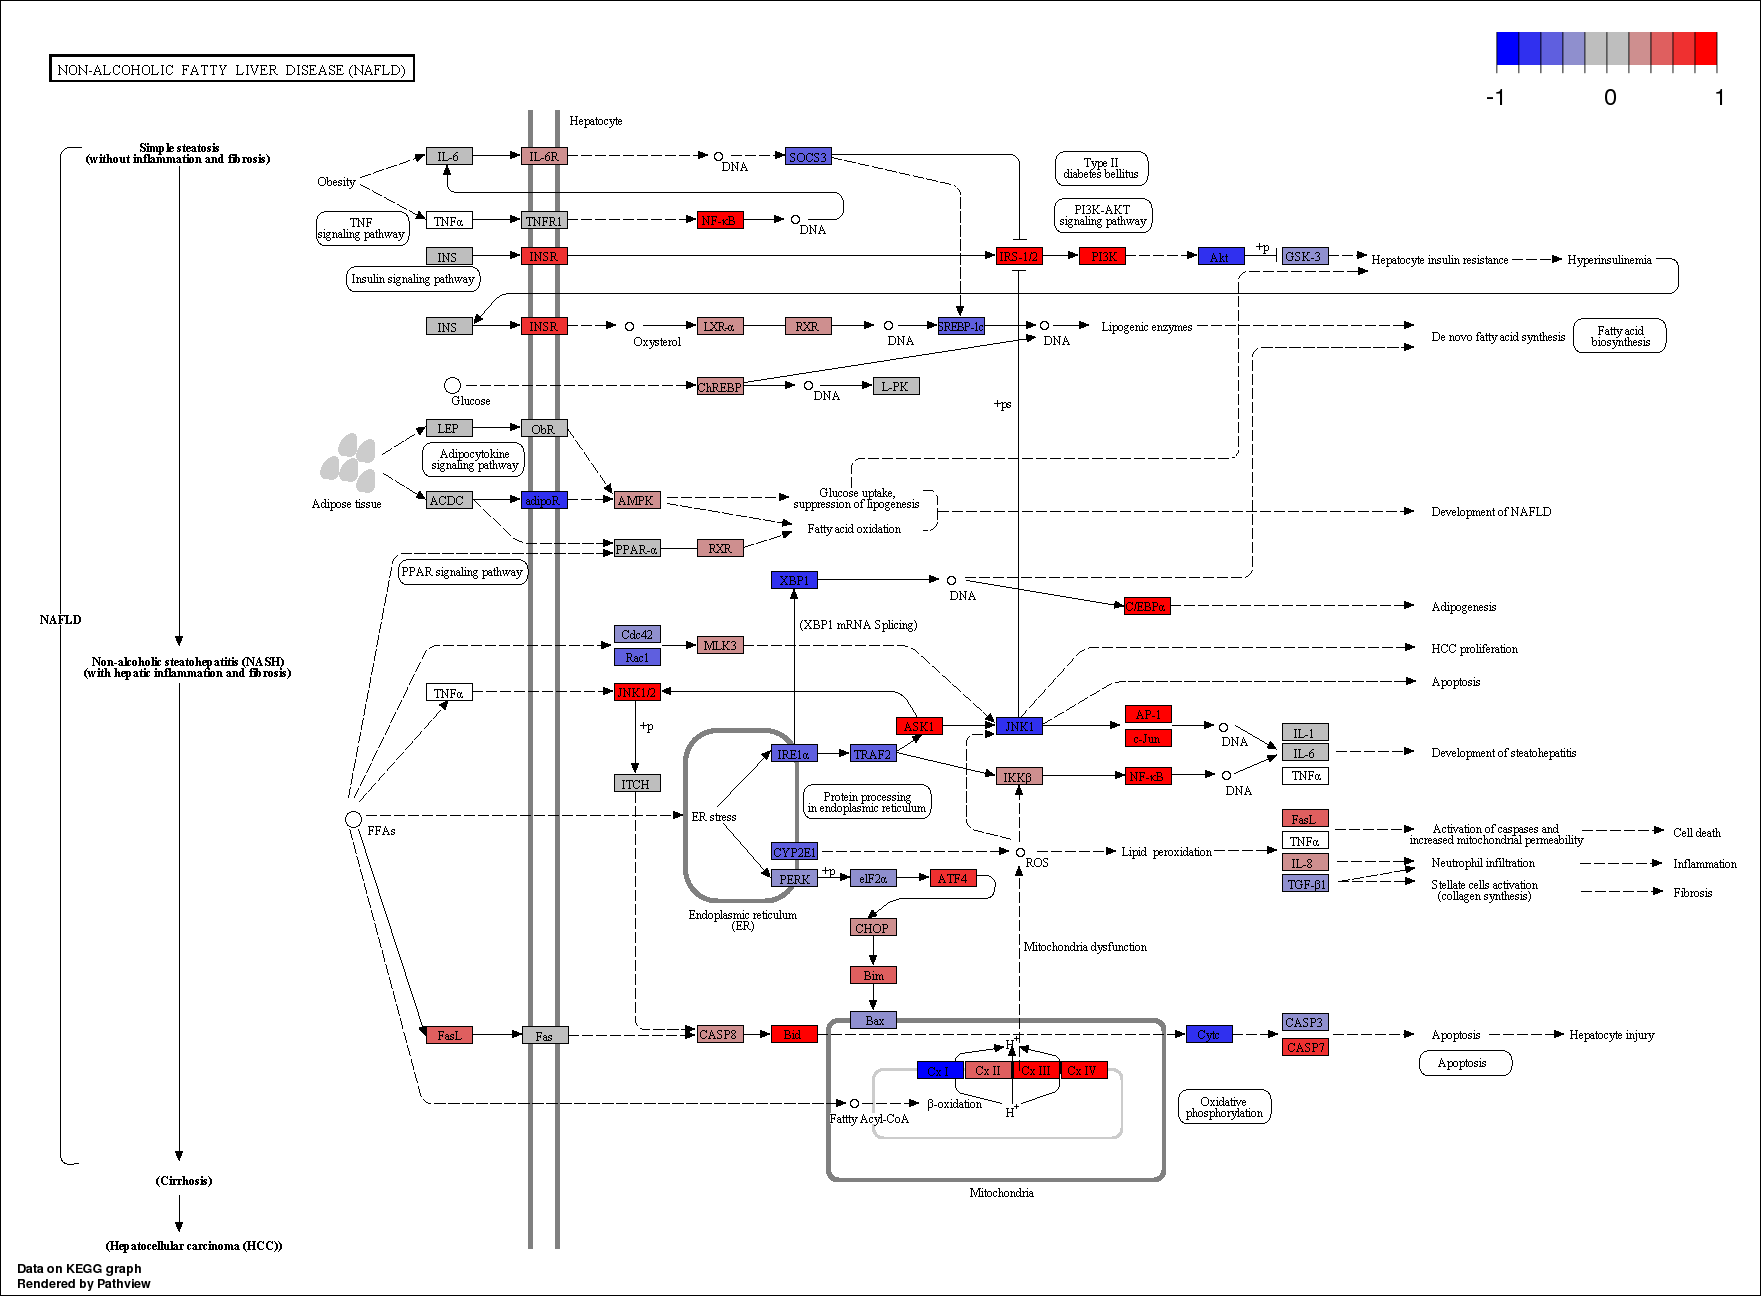 NON-ALCOHOLIC FATTY LIVER DISEASE (NAFLD)
-1
0
1
Hepatocyte
Simple steatosis
(without inflammation and fibrosis)
IL-6
IL-6R
DNA
SOCS3
Type II
diabetes bellitus
Obesity
TNF
signaling pathway
TNFα
TNFR1
NF-κB
DNA
PI3K-AKT
signaling pathway
INS
INSR
IRS-1/2
PI3K
Akt
+p
GSK-3
Hepatocyte insulin resistance
Hyperinsulinemia
Insulin signaling pathway
INS
INSR
Oxysterol
LXR-α
RXR
DNA
SREBP-1c
DNA
Lipogenic enzymes
De novo fatty acid synthesis
Fatty acid
biosynthesis
Glucose
ChREBP
DNA
L-PK
+ps
LEP
ObR
Adipocytokine
signaling pathway
Adipose tissue
ACDC
adipoR
AMPK
Glucose uptake,
suppression of lipogenesis
Fatty acid oxidation
Development of NAFLD
PPAR-α
RXR
PPAR signaling pathway
XBP1
DNA
C/EBPα
Adipogenesis
NAFLD
(XBP1 mRNA Splicing)
Cdc42
Rac1
MLK3
HCC proliferation
Non-alcoholic steatohepatitis (NASH)
(with hepatic inflammation and fibrosis)
Apoptosis
TNFα
JNK1/2
+p
ASK1
JNK1
AP-1
c-Jun
DNA
IL-1
IL-6
TNFα
Development of steatohepatitis
IRE1α
TRAF2
ITCH
IKKβ
NF-κB
DNA
Protein processing
in endoplasmic reticulum
ER stress
FFAs
FasL
TNFα
IL-8
TGF-β1
Activation of caspases and
increased mitochondrial permeability
Cell death
CYP2E1
ROS
Lipid peroxidation
Neutrophil infiltration
Inflammation
PERK
+p
eIF2α
ATF4
Stellate cells activation
(collagen synthesis)
Fibrosis
Endoplasmic reticulum
(ER)
CHOP
Mitochondria dysfunction
Bim
Bax
FasL
Fas
CASP8
Bid
Cytc
CASP3
CASP7
Apoptosis
Hepatocyte injury
Apoptosis
H+
Cx I
Cx II
Cx III
Cx IV
Fattty Acyl-CoA
β-oxidation
H+
Oxidative
phosphorylation
(Cirrhosis)
Mitochondria
(Hepatocellular carcinoma (HCC))
Data on KEGG graph
Rendered by Pathview